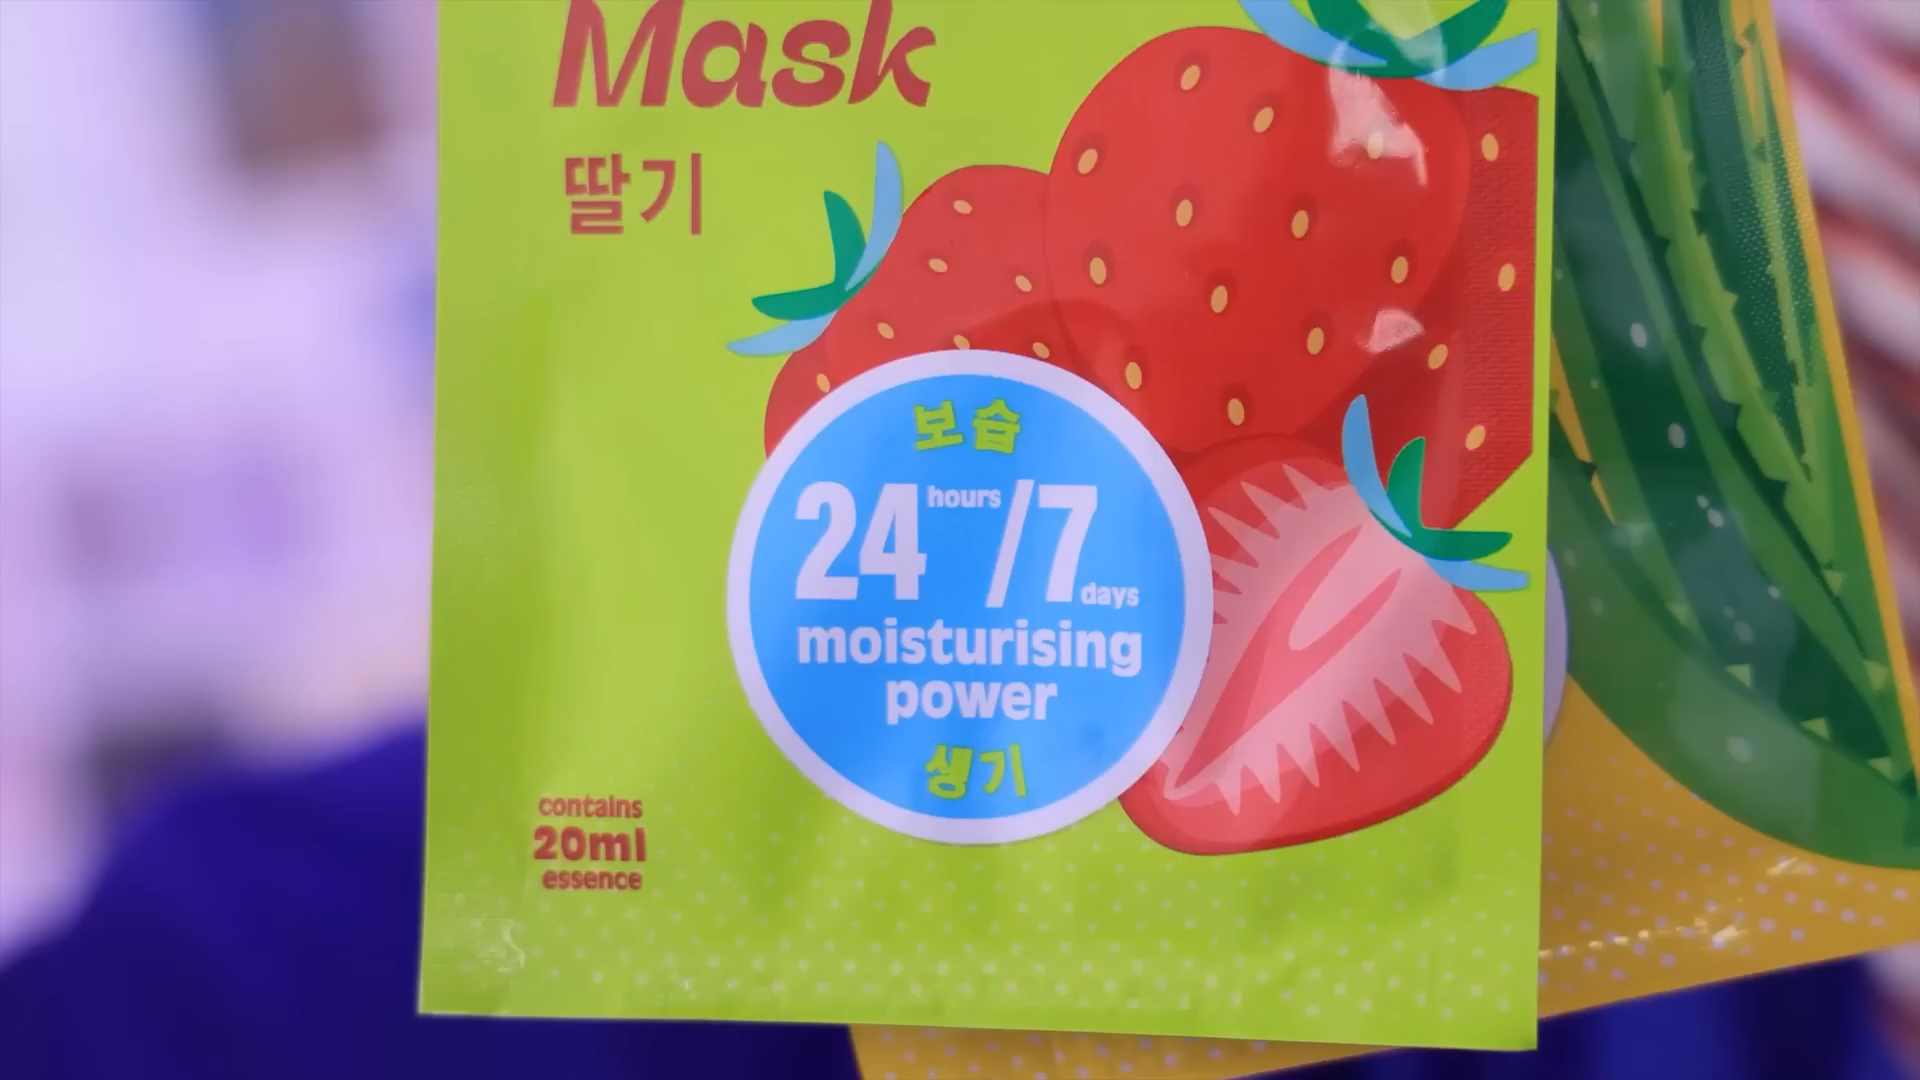 Mask
딸기
보습
24 hours/7 days
moisturising
power
생기
contains
20ml
essence